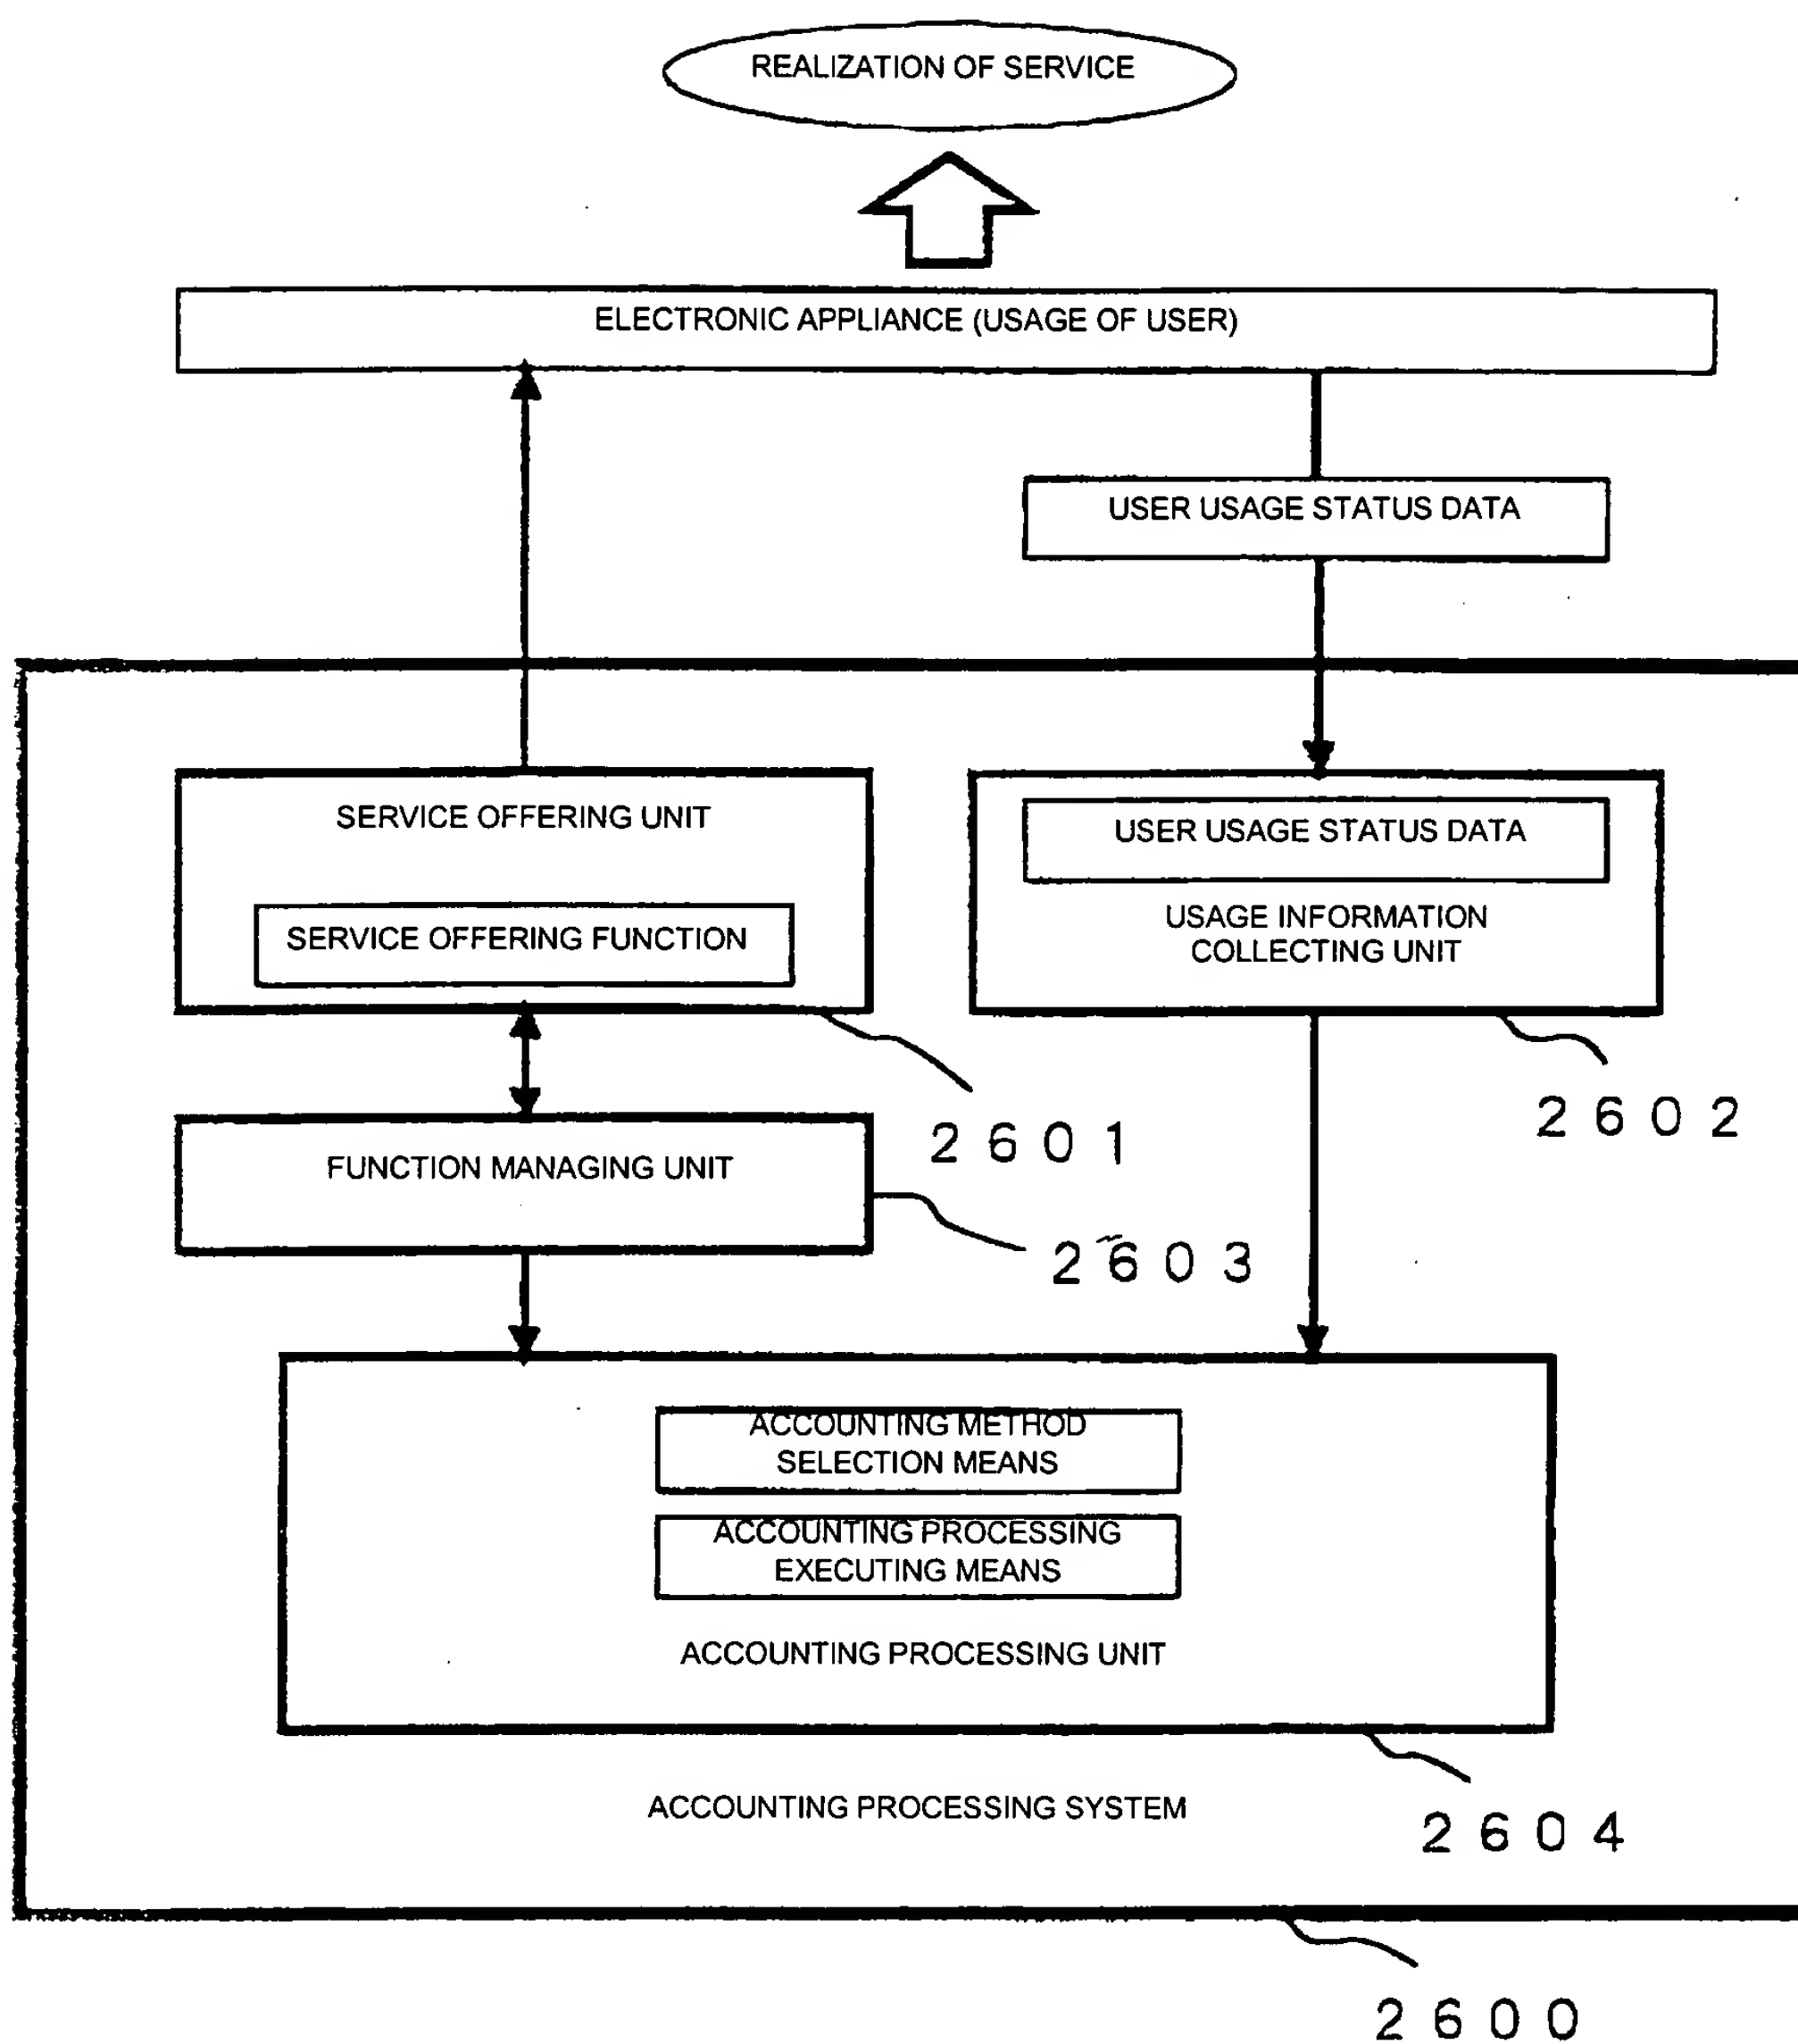 REALIZATION OF SERVICE
ELECTRONIC APPLIANCE (USAGE OF USER)
USER USAGE STATUS DATA
SERVICE OFFERING UNIT
SERVICE OFFERING FUNCTION
USER USAGE STATUS DATA
USAGE INFORMATION
COLLECTING UNIT
2601
2602
FUNCTION MANAGING UNIT
2603
ACCOUNTING METHOD
SELECTION MEANS
ACCOUNTING PROCESSING
EXECUTING MEANS
ACCOUNTING PROCESSING UNIT
ACCOUNTING PROCESSING SYSTEM
2604
2600